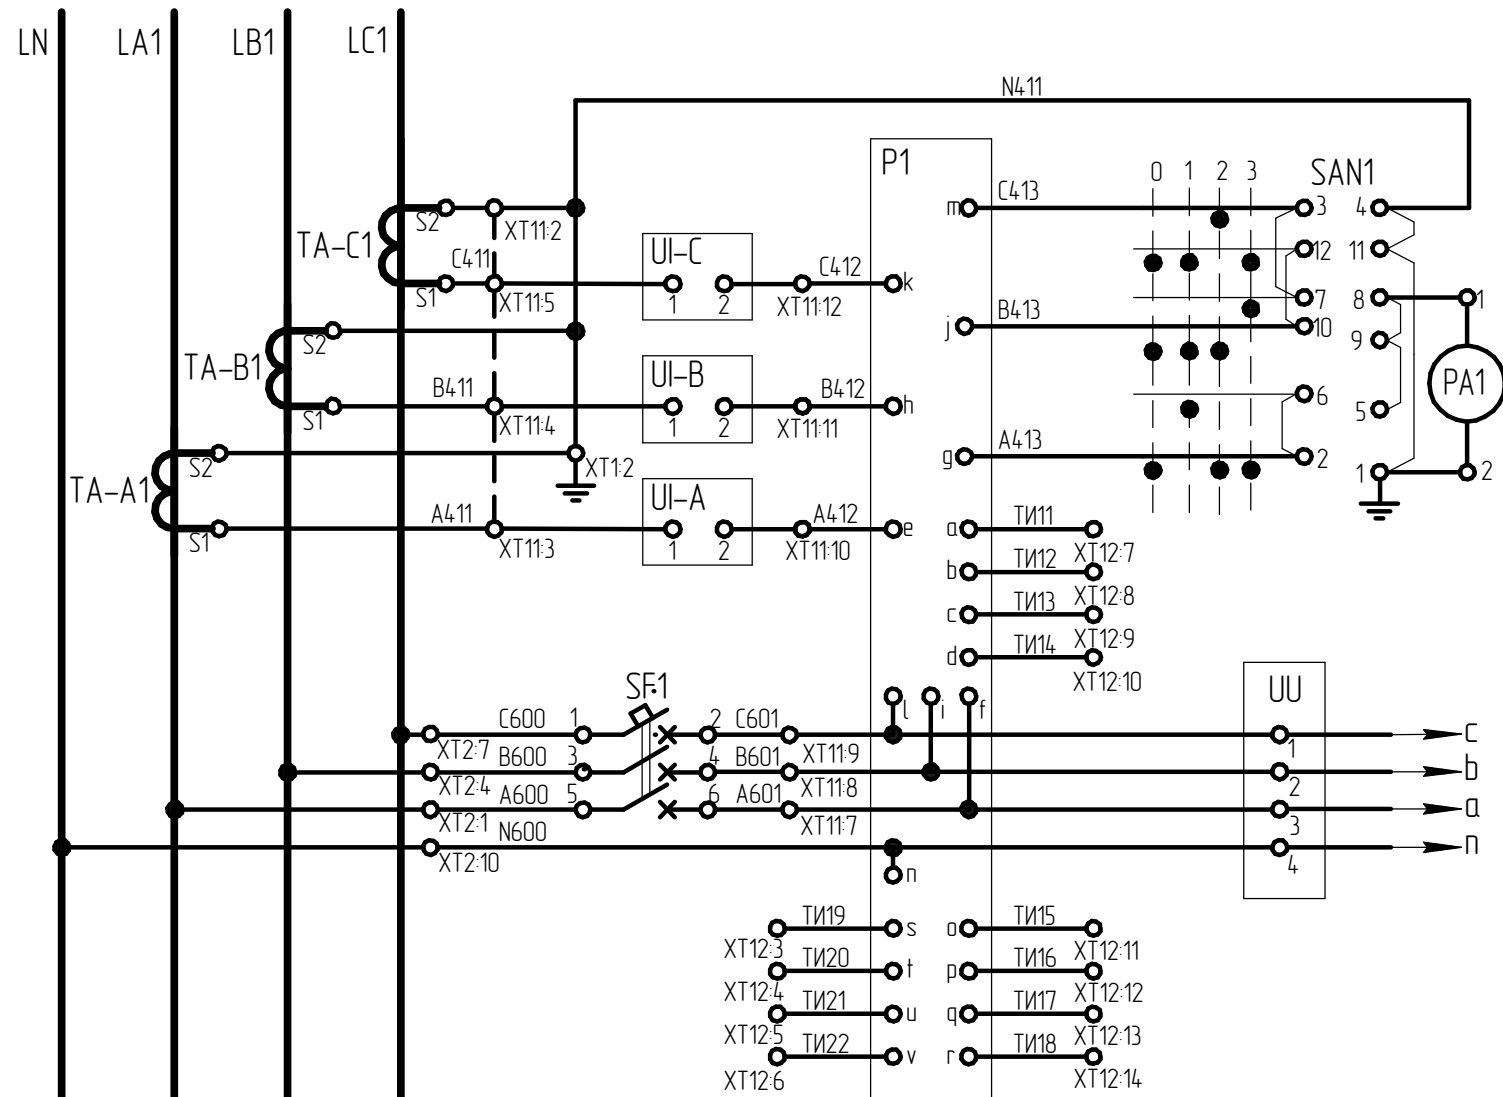 LN LA1 LB1 LC1
N411
P1
0 1 2 3 SAN1
S2 XT11:2 m C413 3 4
TA-C1 C411 UI-C C412 12 11
S1 XT11:5 1 2 XT11:12 k 7 8 1
S2 j B413 10 9
TA-B1 B411 UI-B B412 PA1
S1 XT11:4 1 2 XT11:11 h 6 5
S2 XT1:2 g A413 2 1 2
TA-A1 A411 UI-A A412
S1 XT11:3 1 2 XT11:10 e a ТИ11 XT12:7
b ТИ12 XT12:8
c ТИ13 XT12:9
d ТИ14 XT12:10
SF1 UU
l i f
C600 1 2 C601 1 c
XT2:7 XT11:9
B600 3 4 B601 2 b
XT2:4 XT11:8
A600 5 6 A601 3 a
XT2:1 XT11:7
N600 4 n
XT2:10
n
ТИ19 s o ТИ15
XT12:3 XT12:11
ТИ20 t p ТИ16
XT12:4 XT12:12
ТИ21 u q ТИ17
XT12:5 XT12:13
ТИ22 v r ТИ18
XT12:6 XT12:14